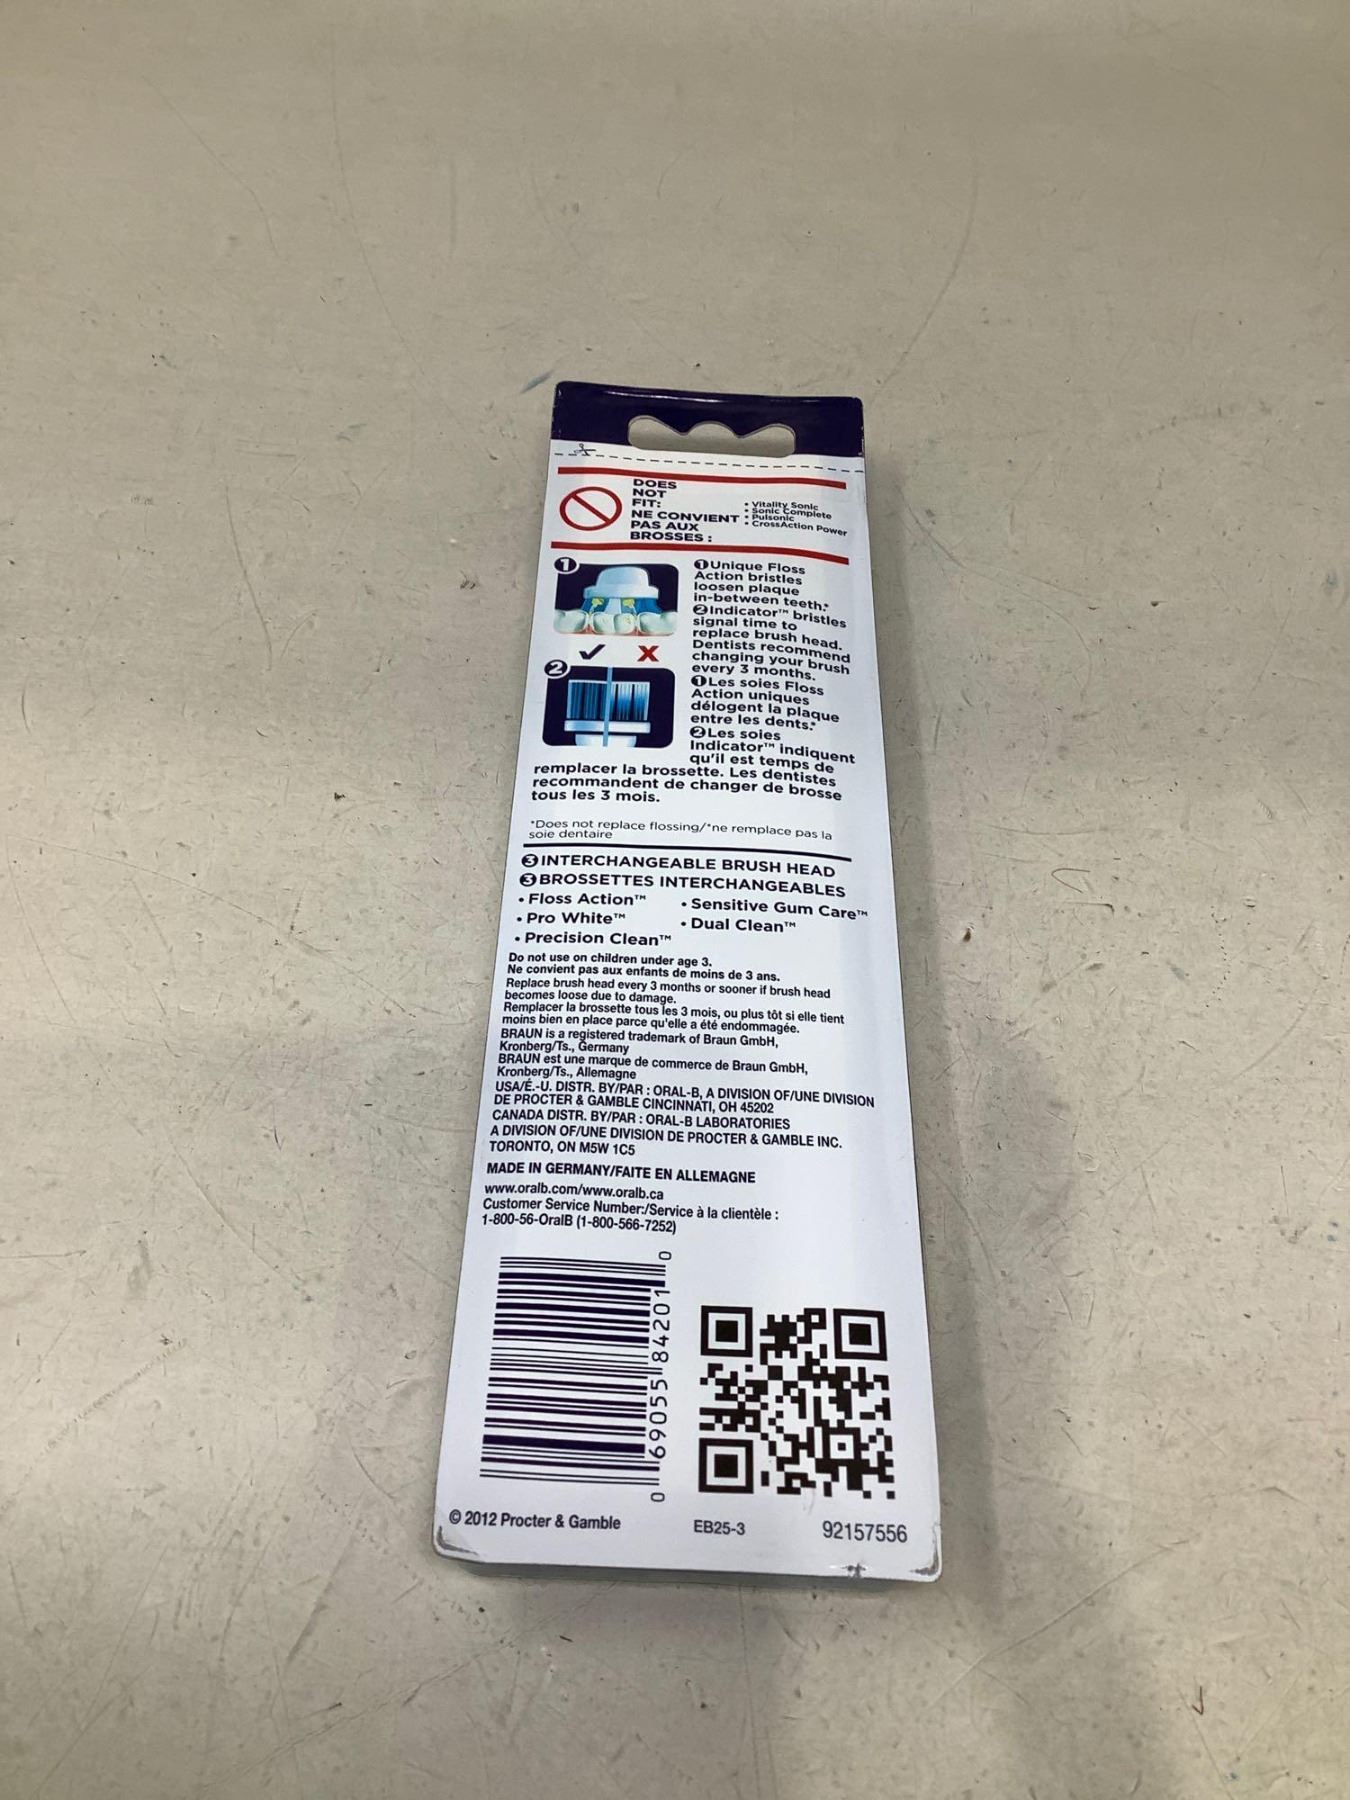 DOES
NOT
FIT:
NE CONVIENT
PAS AUX
BROSSES :
• Vitality Sonic
• Sonic Complete
• Pulsonic
• CrossAction Power
1
①Unique Floss
Action bristles
loosen plaque
in-between teeth.*
②Indicator™ bristles
signal time to
replace brush head.
Dentists recommend
changing your brush
every 3 months.
2
①Les soies Floss
Action uniques
délogent la plaque
entre les dents.*
②Les soies
Indicator™ indiquent
qu'il est temps de
remplacer la brossette. Les dentistes
recommandent de changer de brosse
tous les 3 mois.
*Does not replace flossing/*ne remplace pas la
soie dentaire
③INTERCHANGEABLE BRUSH HEAD
③BROSSETTES INTERCHANGEABLES
• Floss Action™ • Sensitive Gum Care™
• Pro White™ • Dual Clean™
• Precision Clean™
Do not use on children under age 3.
Ne convient pas aux enfants de moins de 3 ans.
Replace brush head every 3 months or sooner if brush head
becomes loose due to damage.
Remplacer la brossette tous les 3 mois, ou plus tôt si elle tient
moins bien en place parce qu'elle a été endommagée.
BRAUN is a registered trademark of Braun GmbH,
Kronberg/Ts., Germany
BRAUN est une marque de commerce de Braun GmbH,
Kronberg/Ts., Allemagne
USA/É.-U. DISTR. BY/PAR : ORAL-B, A DIVISION OF/UNE DIVISION
DE PROCTER & GAMBLE CINCINNATI, OH 45202
CANADA DISTR. BY/PAR : ORAL-B LABORATORIES
A DIVISION OF/UNE DIVISION DE PROCTER & GAMBLE INC.
TORONTO, ON M5W 1C5
MADE IN GERMANY/FAITE EN ALLEMAGNE
www.oralb.com/www.oralb.ca
Customer Service Number:/Service à la clientèle :
1-800-56-OralB (1-800-566-7252)
0 69055 84201 0
© 2012 Procter & Gamble EB25-3 92157556